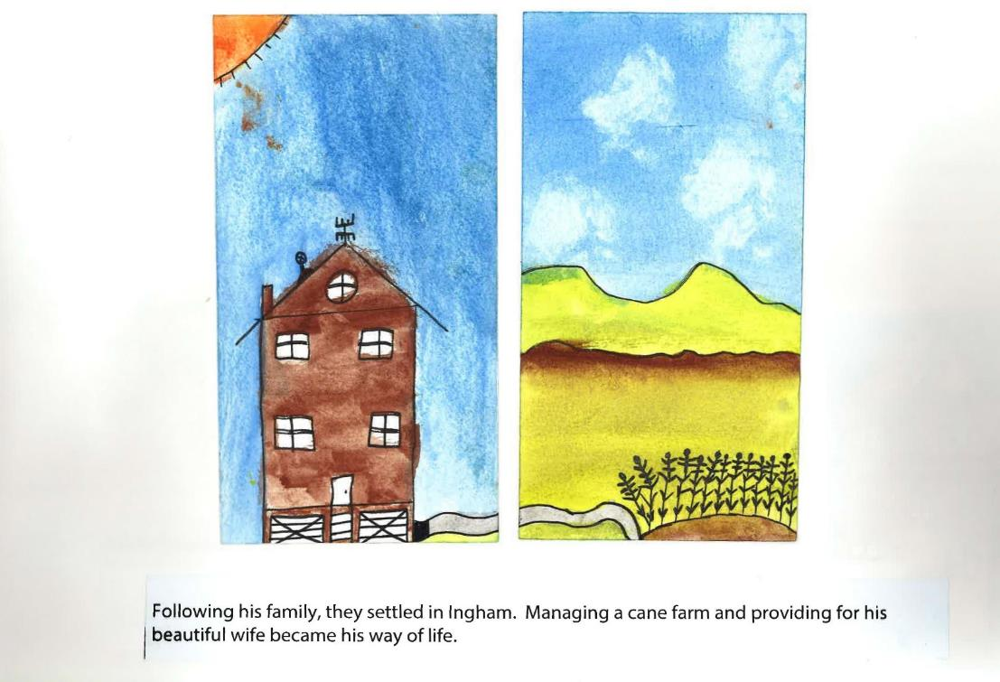 Following his family, they settled in Ingham.  Managing a cane farm and providing for his
beautiful wife became his way of life.